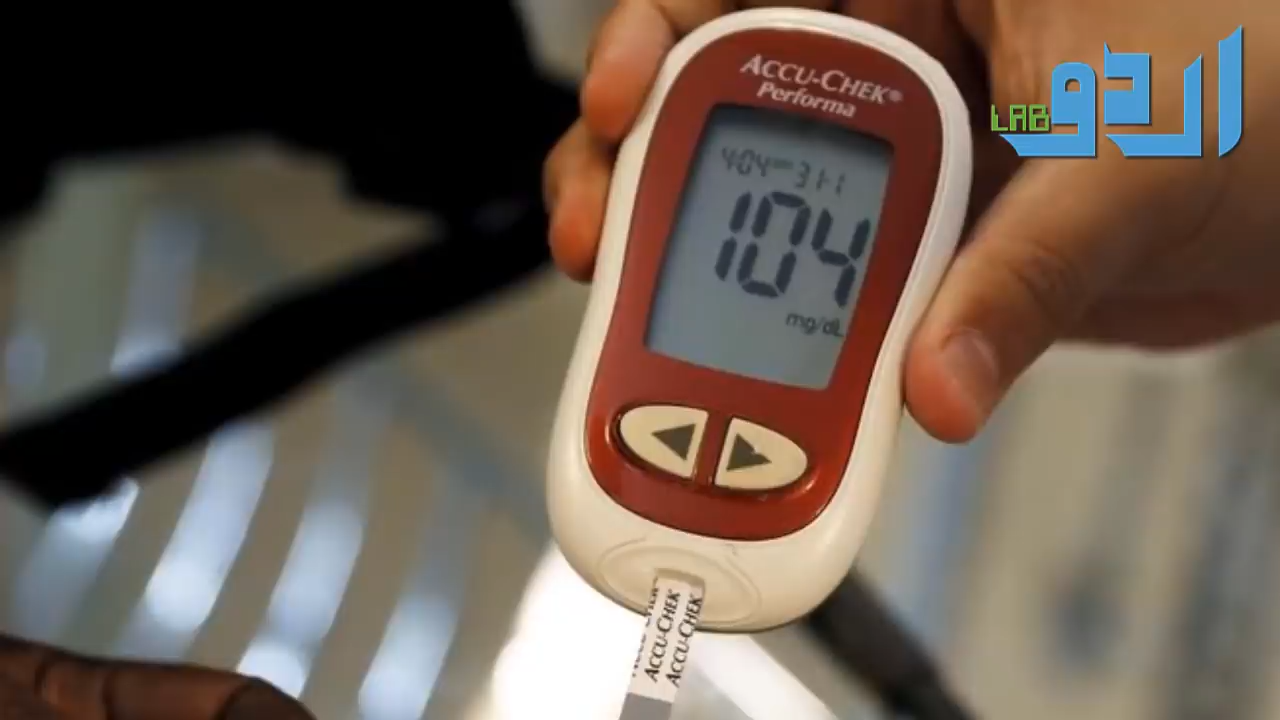 ACCU-CHEK®
Performa
104
mg/dL
اردو
LAB
ACCU-CHEK
ACCU-CHEK